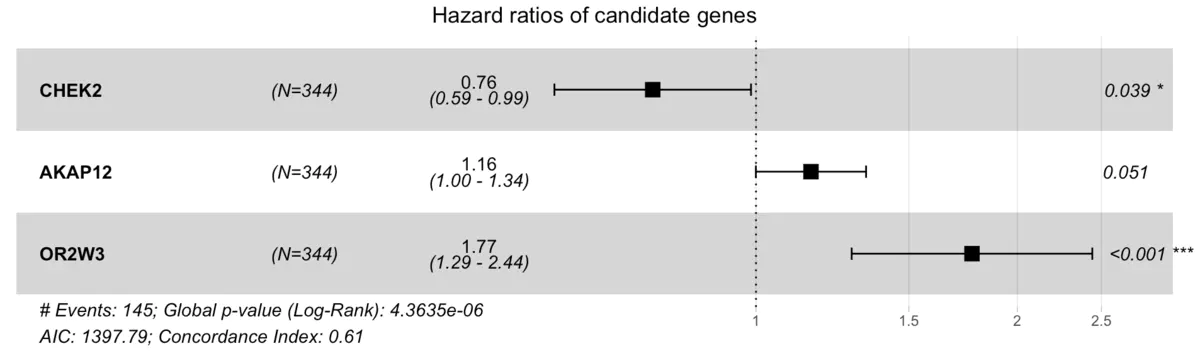 Hazard ratios of candidate genes
CHEK2 (N=344) 0.76 (0.59 - 0.99) 0.039 *
AKAP12 (N=344) 1.16 (1.00 - 1.34) 0.051
OR2W3 (N=344) 1.77 (1.29 - 2.44) <0.001 ***
# Events: 145; Global p-value (Log-Rank): 4.3635e-06
AIC: 1397.79; Concordance Index: 0.61
1 1.5 2 2.5